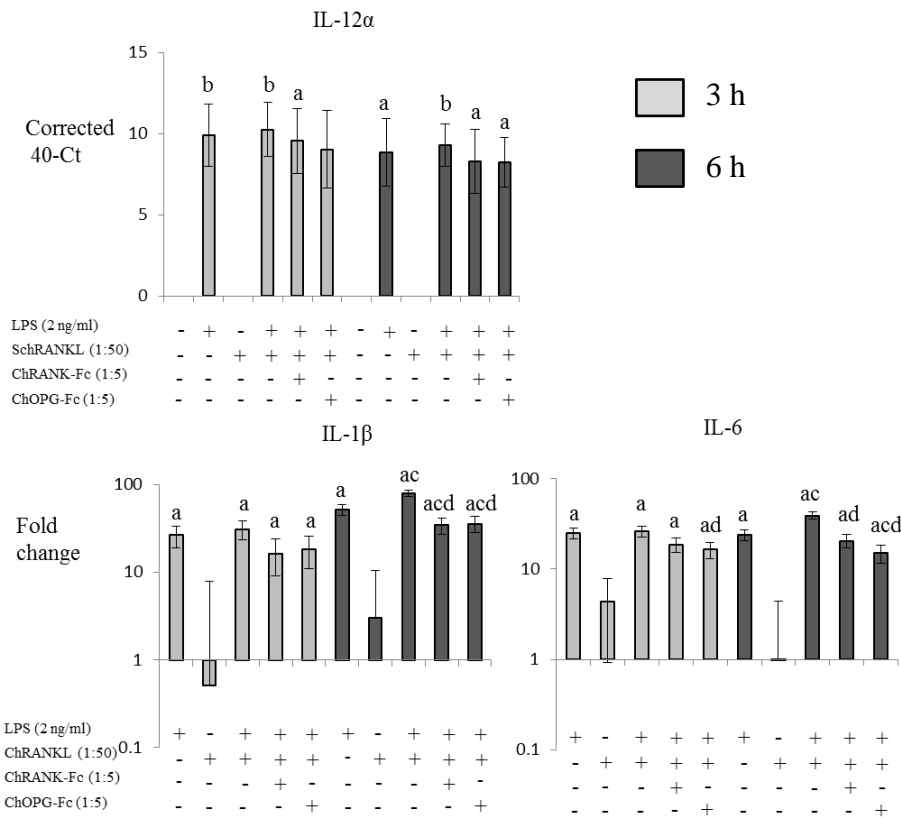 IL-12α
15
10
5
0
Corrected
40-Ct
b b a a b a a
3 h
6 h
LPS (2 ng/ml) - + - + + + - + - + + +
SchRANKL (1:50) - - + + + + - - + + + +
ChRANK-Fc (1:5) - - - - + - - - - - + -
ChOPG-Fc (1:5) - - - - - + - - - - - +
IL-1β
100
10
1
0.1
Fold
change
a a a a a ac acd acd
LPS (2 ng/ml) + - + + + + - + + +
ChRANKL (1:50) - + + + + - + + + +
ChRANK-Fc (1:5) - - - + - - - - + -
ChOPG-Fc (1:5) - - - - + - - - - +
IL-6
100
10
1
0.1
a a a ad a ac ad acd
+ - + + + + - + + +
- + + + + - + + + +
- - - + - - - - + -
- - - - + - - - - +